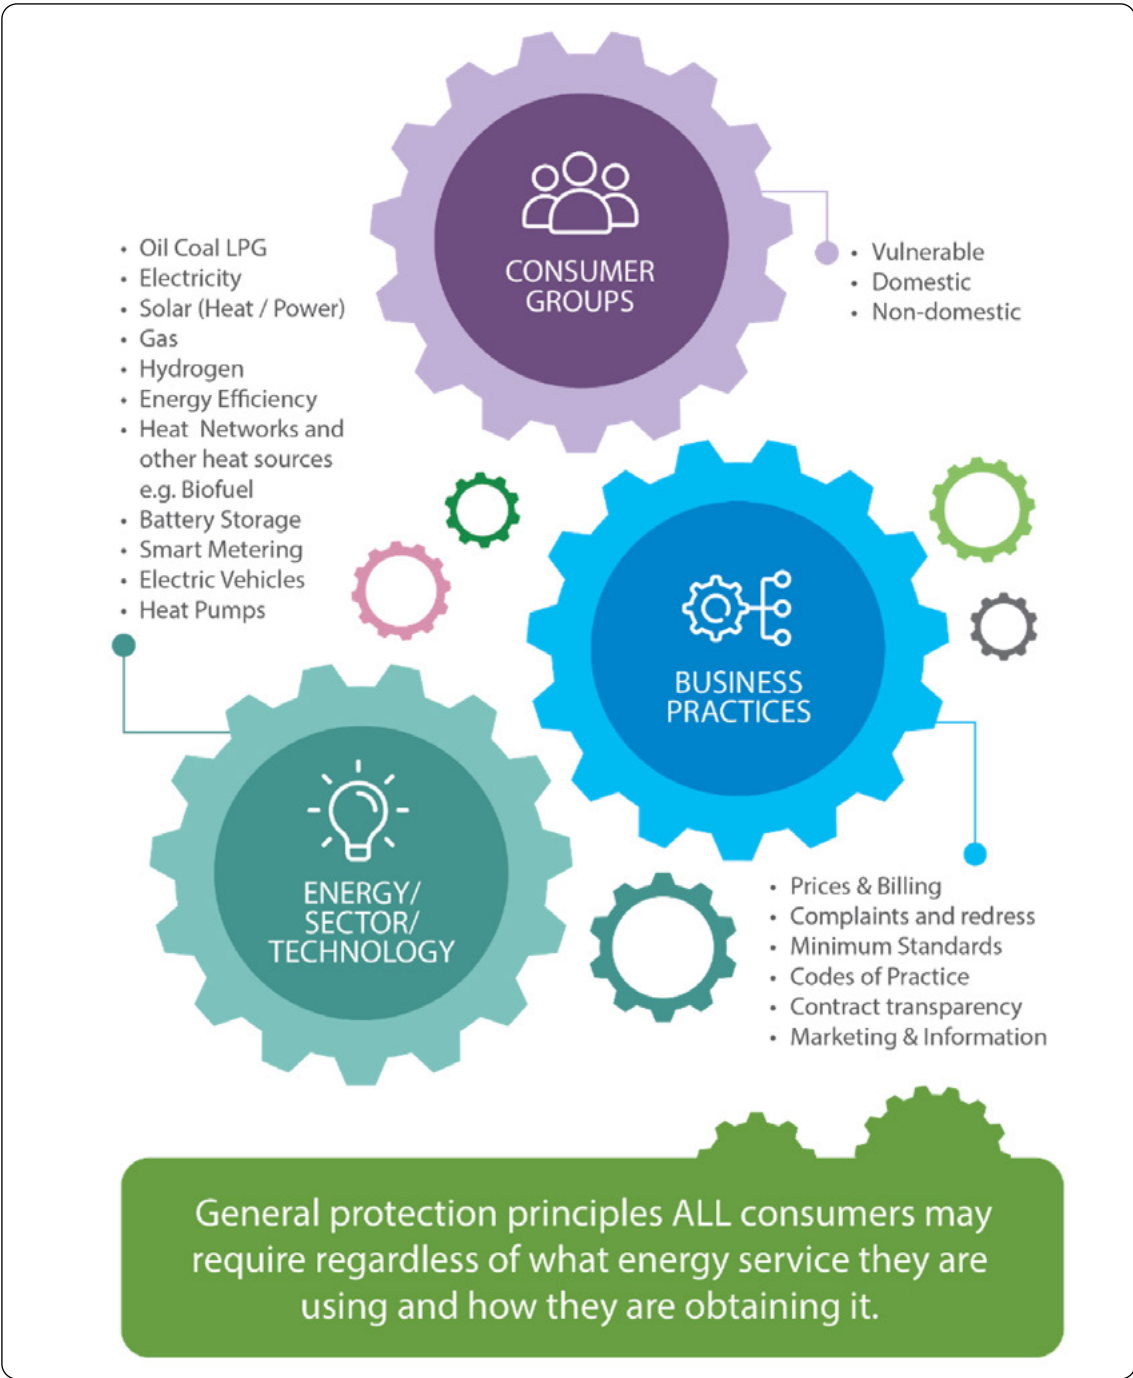 CONSUMER
GROUPS
• Vulnerable
• Domestic
• Non-domestic
• Oil Coal LPG
• Electricity
• Solar (Heat / Power)
• Gas
• Hydrogen
• Energy Efficiency
• Heat Networks and
other heat sources
e.g. Biofuel
• Battery Storage
• Smart Metering
• Electric Vehicles
• Heat Pumps
BUSINESS
PRACTICES
ENERGY/
SECTOR/
TECHNOLOGY
• Prices & Billing
• Complaints and redress
• Minimum Standards
• Codes of Practice
• Contract transparency
• Marketing & Information
General protection principles ALL consumers may
require regardless of what energy service they are
using and how they are obtaining it.